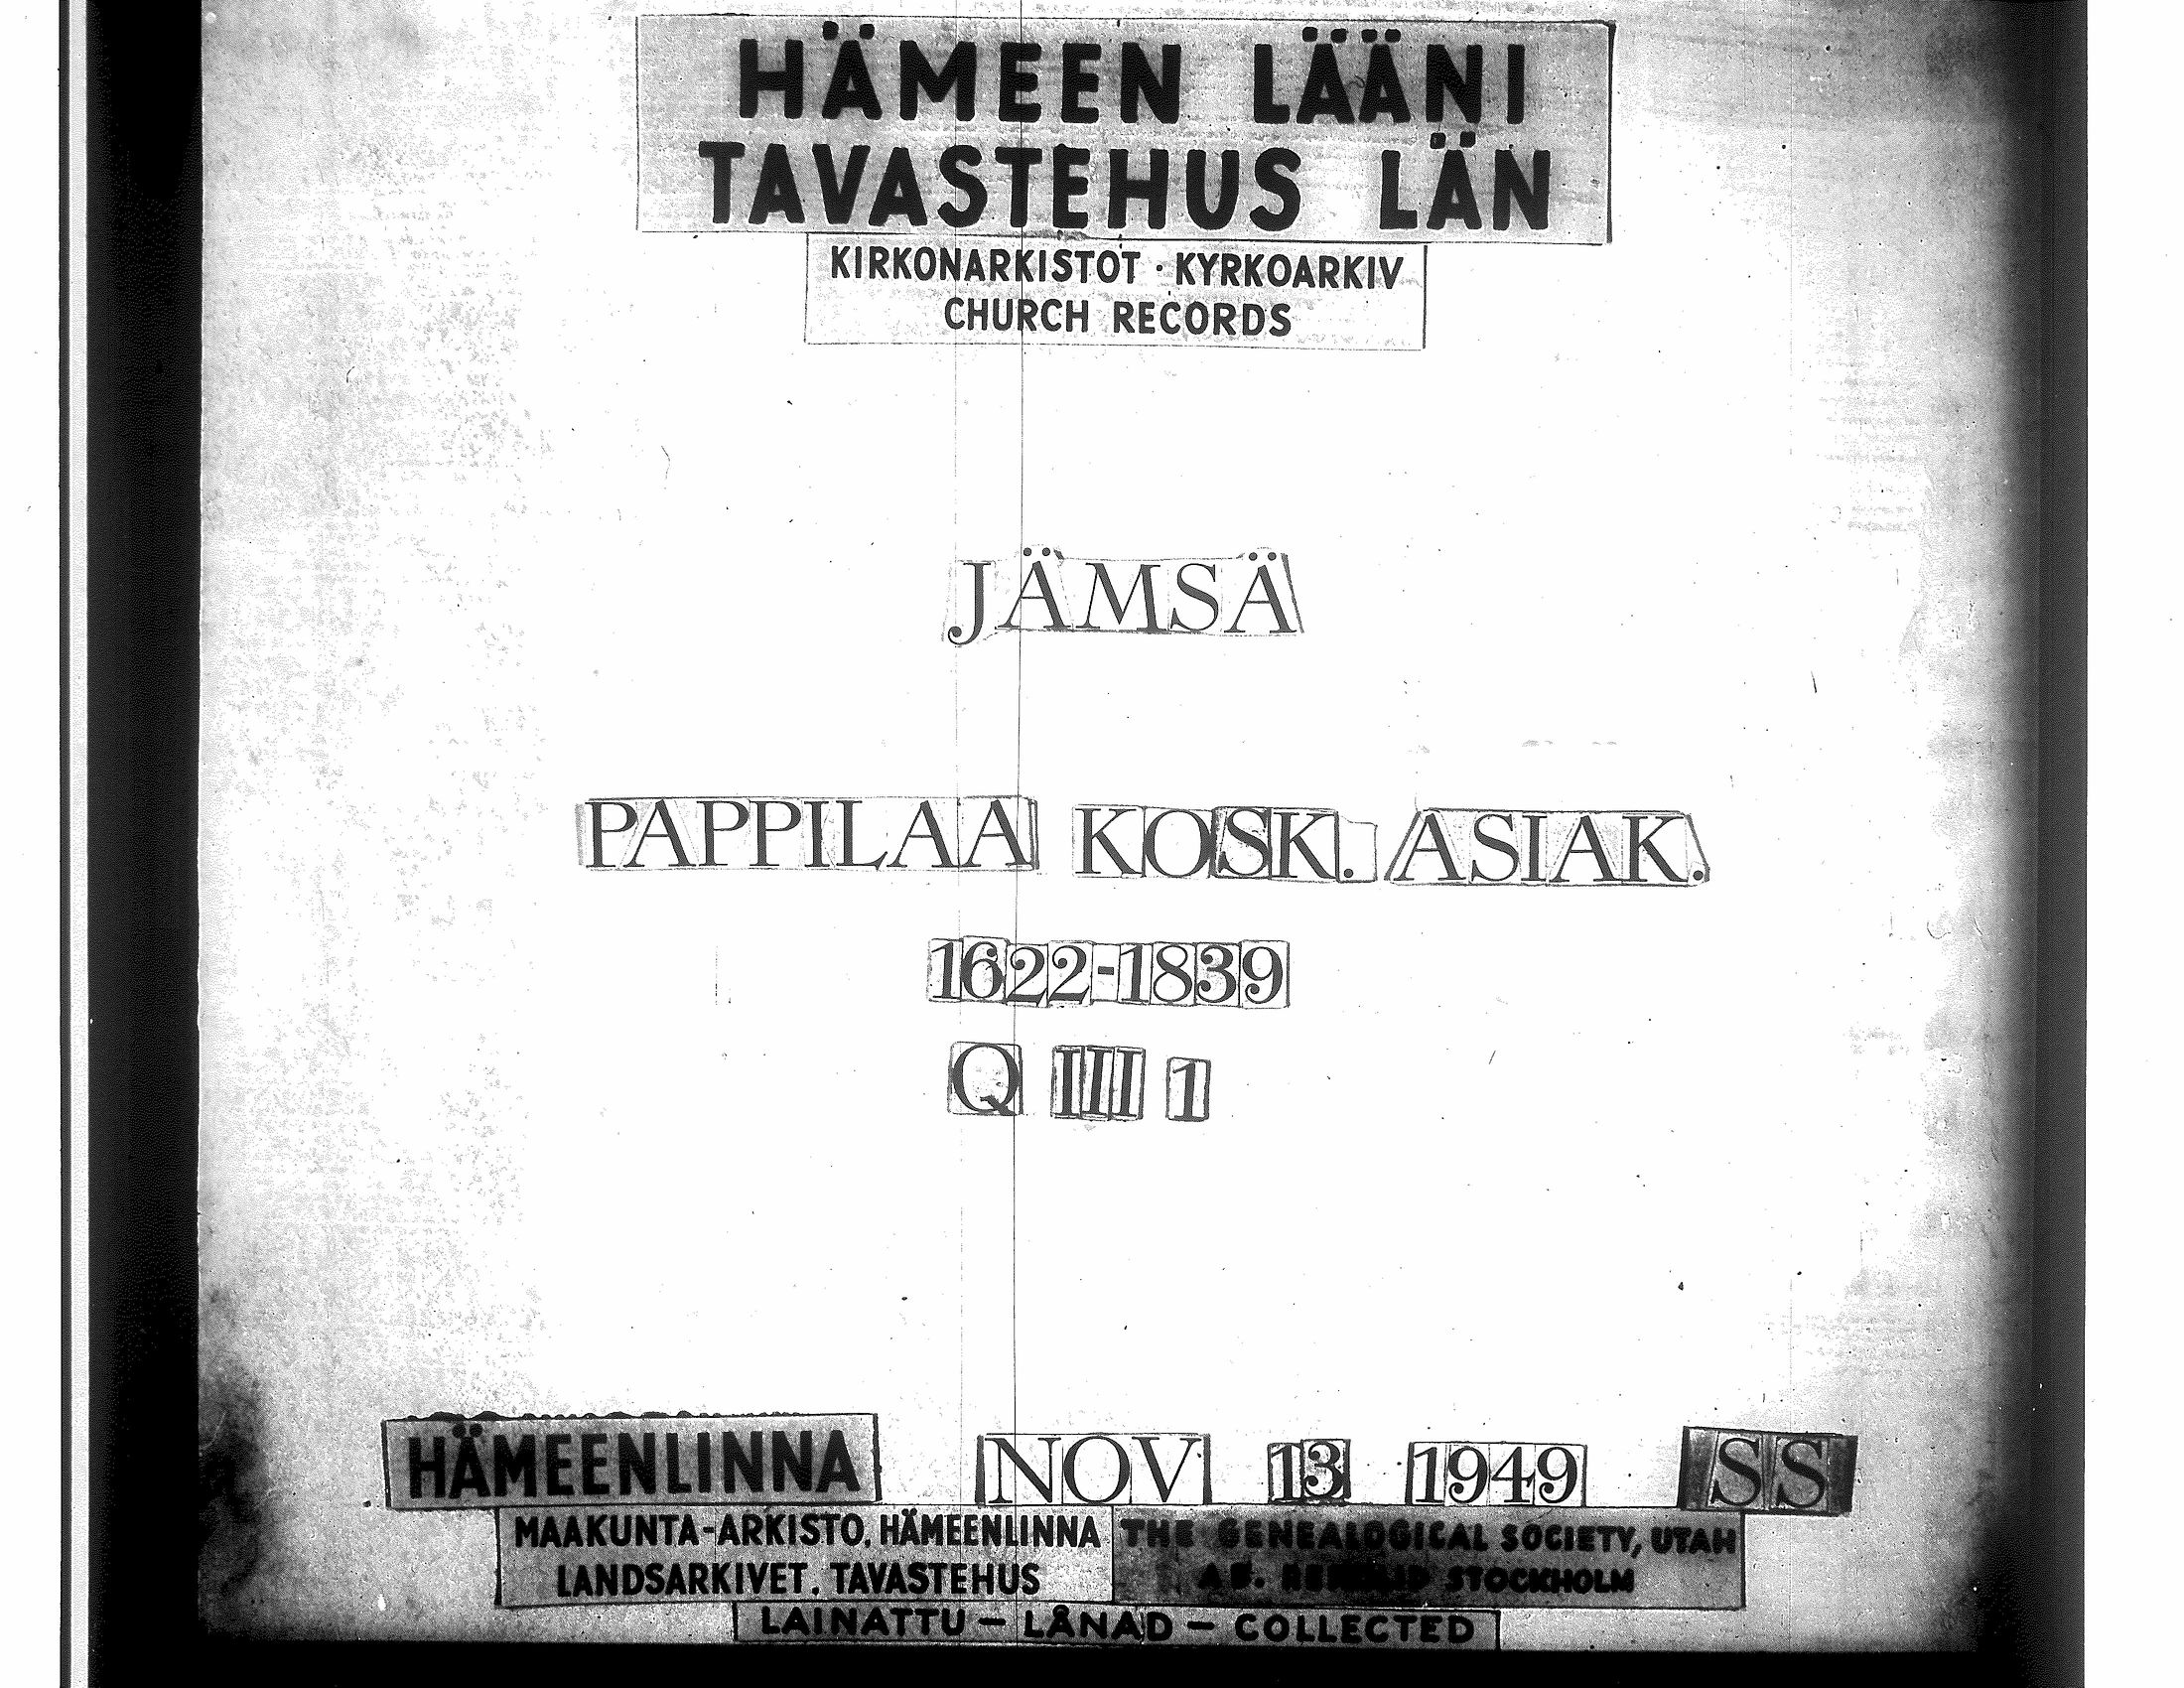 HÄMEEN LÄÄNI
TAVASTEHUS LÄN
KIRKONARKISTOT · KYRKOARKIV
CHURCH RECORDS
JÄMSÄ
PAPPILAA KOSK. ASIAK.
1622-1839
Q III 1
HÄMEENLINNA NOV 13 1949 SS
MAAKUNTA-ARKISTO, HÄMEENLINNA
LANDSARKIVET, TAVASTEHUS
THE GENEALOGICAL SOCIETY, UTAH
STOCKHOLM
LAINATTU – LÅNAD – COLLECTED